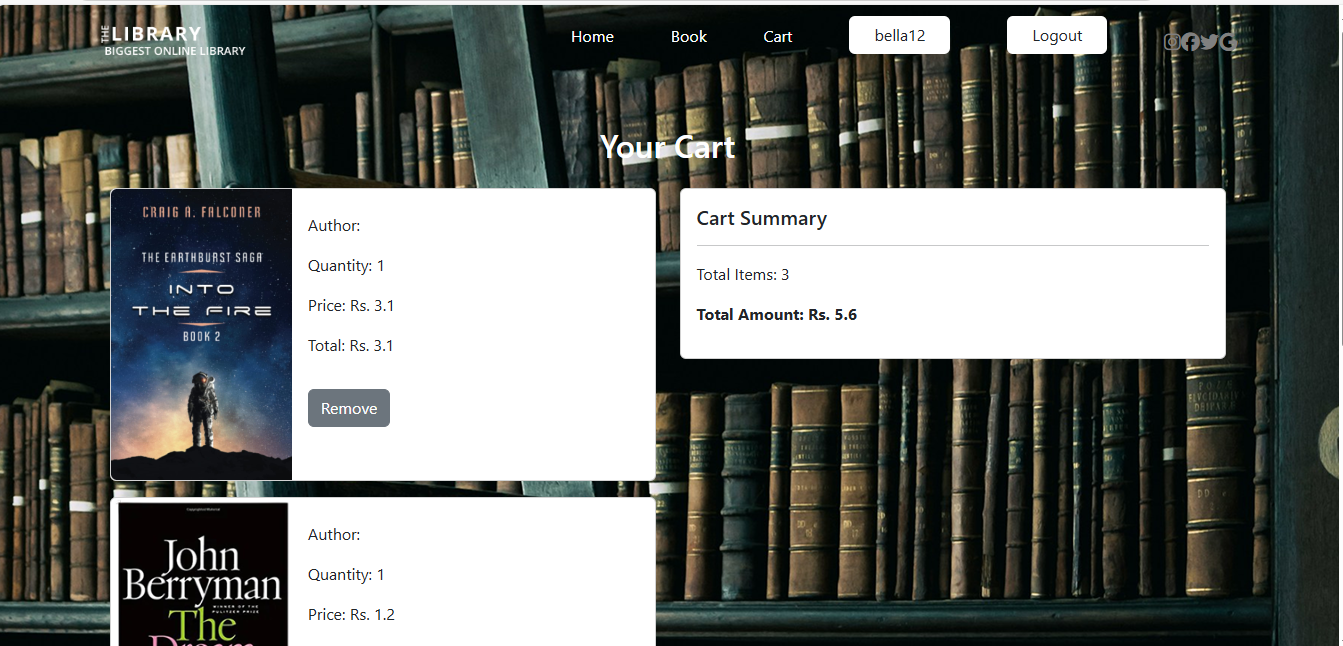 THE
LIBRARY
BIGGEST ONLINE LIBRARY
Home
Book
Cart
bella12
Logout
Your Cart
CRAIG A. FALCONER
THE EARTHBURST SAGA
INTO
THE FIRE
BOOK 2
Author:
Quantity: 1
Price: Rs. 3.1
Total: Rs. 3.1
Remove
Cart Summary
Total Items: 3
Total Amount: Rs. 5.6
John
Berryman
WINNER OF THE
PULITZER PRIZE
The
Dream
Author:
Quantity: 1
Price: Rs. 1.2